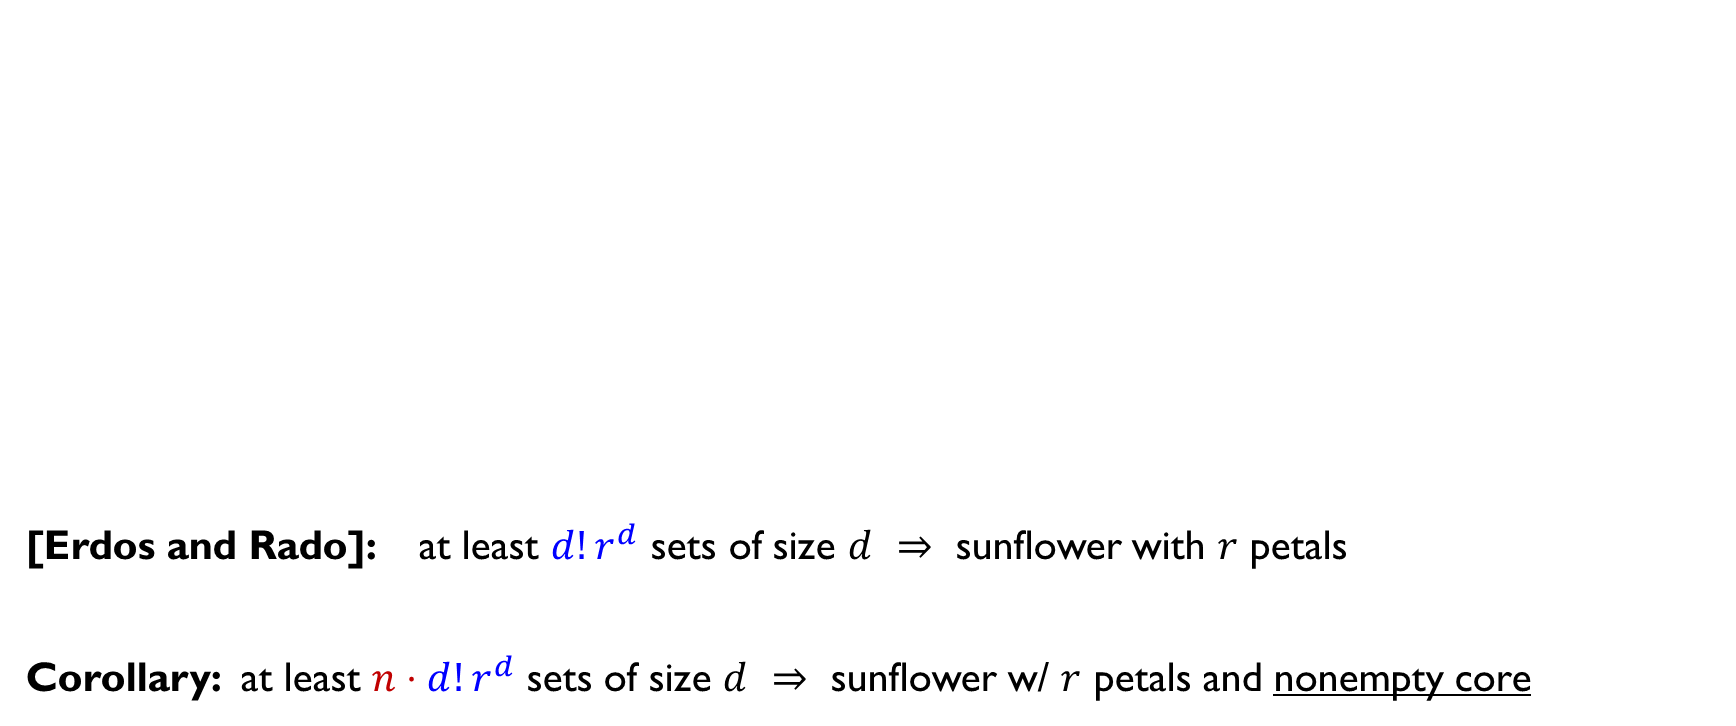 [Erdos and Rado]: at least d! r^d sets of size d ⇒ sunflower with r petals
Corollary: at least n · d! r^d sets of size d ⇒ sunflower w/ r petals and nonempty core